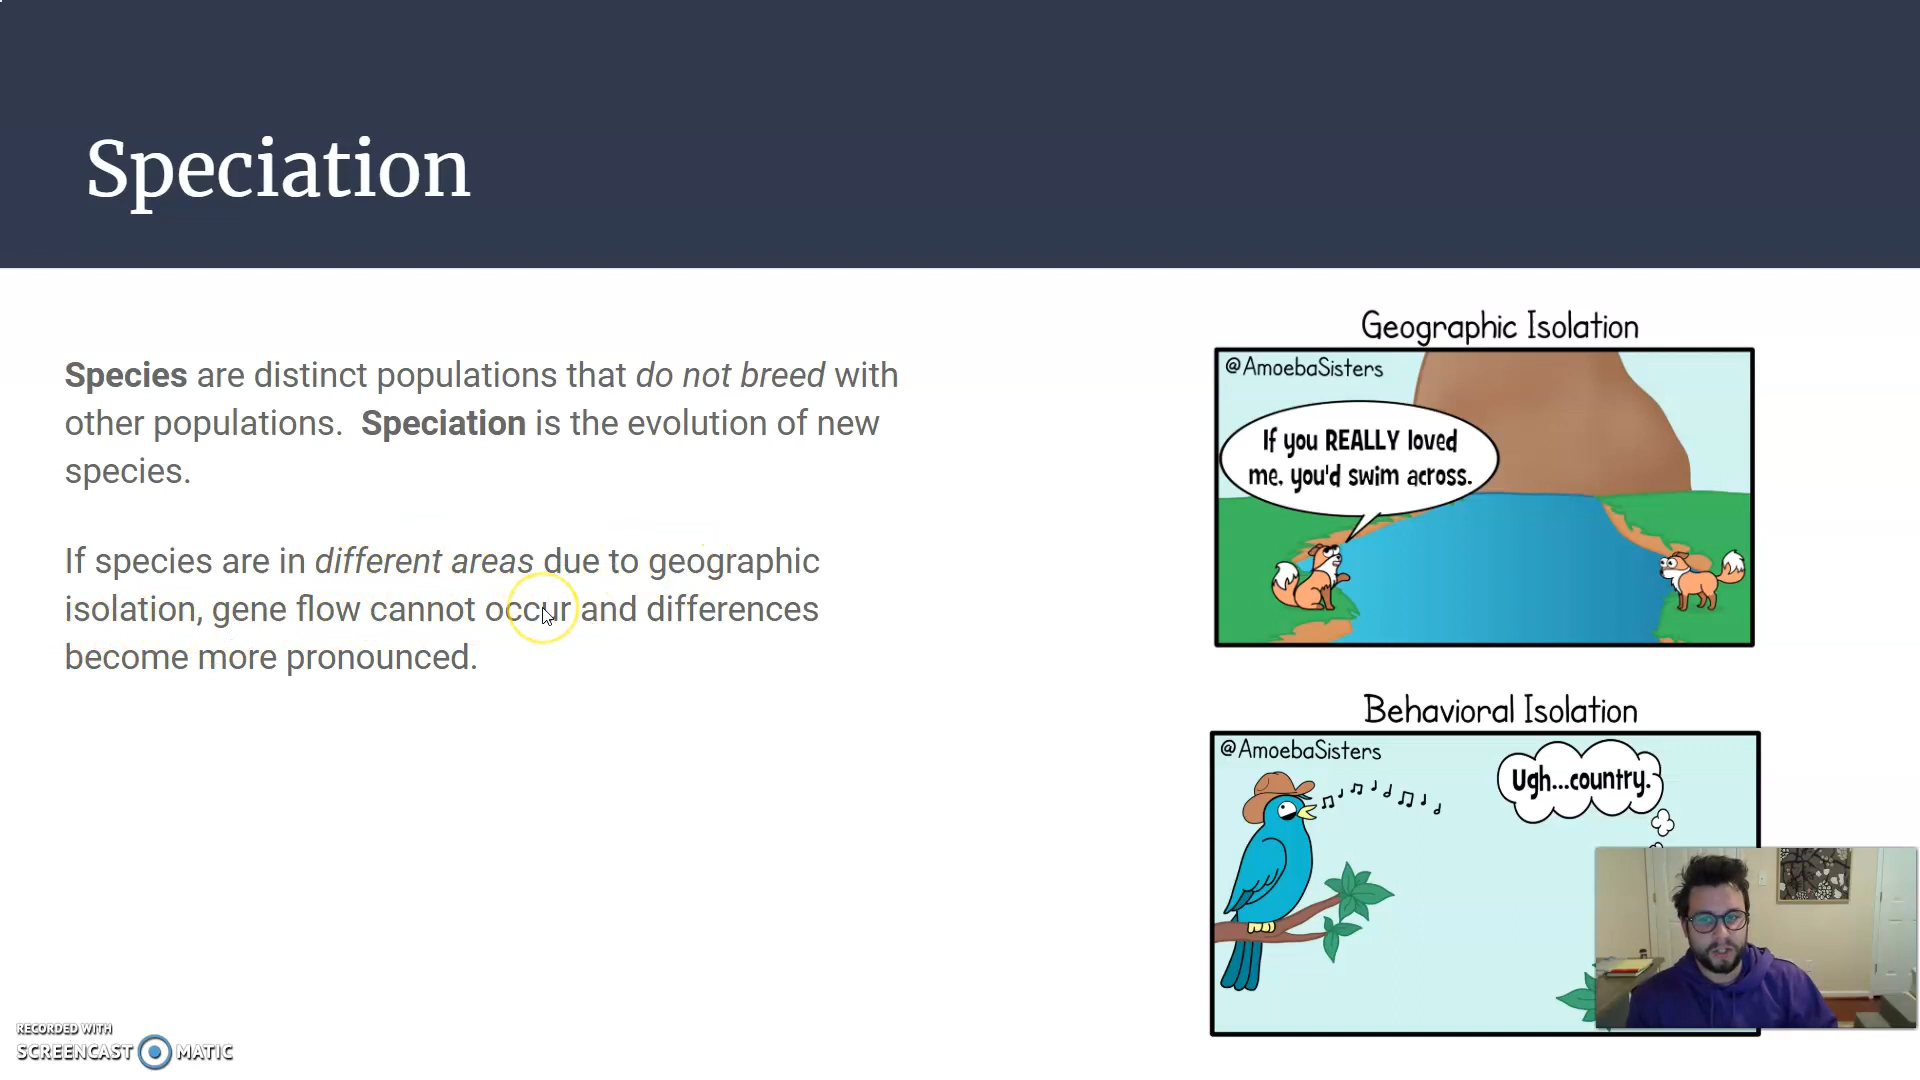 Speciation
Species are distinct populations that do not breed with
other populations. Speciation is the evolution of new
species.
If species are in different areas due to geographic
isolation, gene flow cannot occur and differences
become more pronounced.
Geographic Isolation
@AmoebaSisters
If you REALLY loved
me, you'd swim across.
Behavioral Isolation
@AmoebaSisters
Ugh...country.
RECORDED WITH
SCREENCAST MATIC